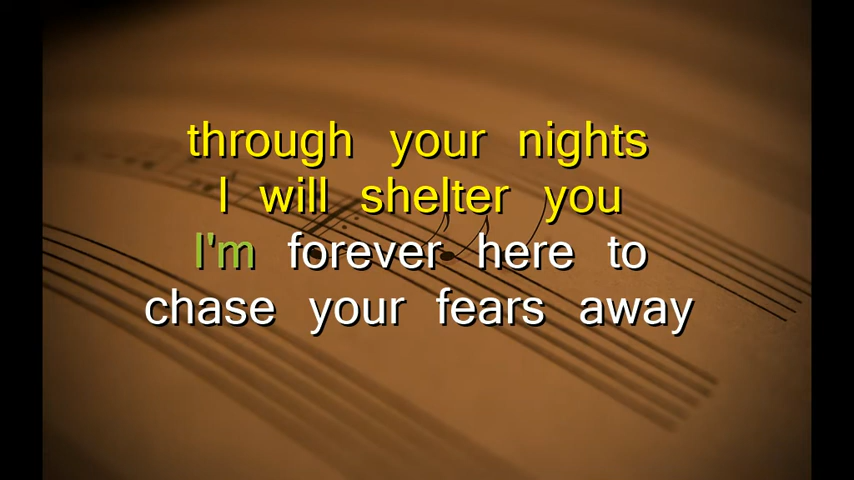 through your nights
I will shelter you
I'm forever here to
chase your fears away